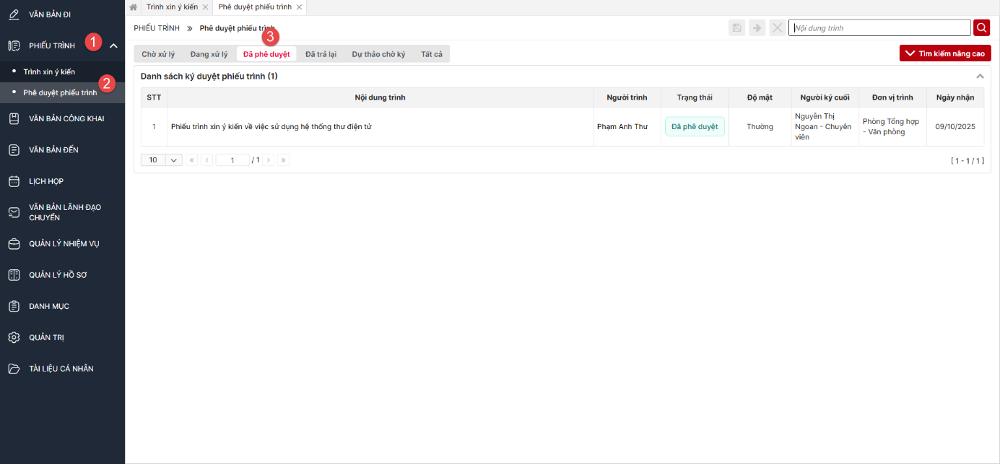 VĂN BẢN ĐI
PHIẾU TRÌNH
1
Trình xin ý kiến
2
Phê duyệt phiếu trình
VĂN BẢN CÔNG KHAI
VĂN BẢN ĐẾN
LỊCH HỌP
VĂN BẢN LÃNH ĐẠO
CHUYỂN
QUẢN LÝ NHIỆM VỤ
QUẢN LÝ HỒ SƠ
DANH MỤC
QUẢN TRỊ
TÀI LIỆU CÁ NHÂN
Trình xin ý kiến Phê duyệt phiếu trình
PHIẾU TRÌNH » Phê duyệt phiếu trình
Nội dung trình
3
Chờ xử lý Đang xử lý Đã phê duyệt Đã trả lại Dự thảo chờ ký Tất cả
Tìm kiếm nâng cao
Danh sách ký duyệt phiếu trình (1)
STT Nội dung trình Người trình Trạng thái Độ mật Người ký cuối Đơn vị trình Ngày nhận
1 Phiếu trình xin ý kiến về việc sử dụng hệ thống thư điện tử Phạm Anh Thư Đã phê duyệt Thường
Nguyễn Thị
Ngoan - Chuyên
viên
Phòng Tổng hợp
- Văn phòng
09/10/2025
10 « ‹ 1 / 1 › »
[ 1 - 1 / 1 ]